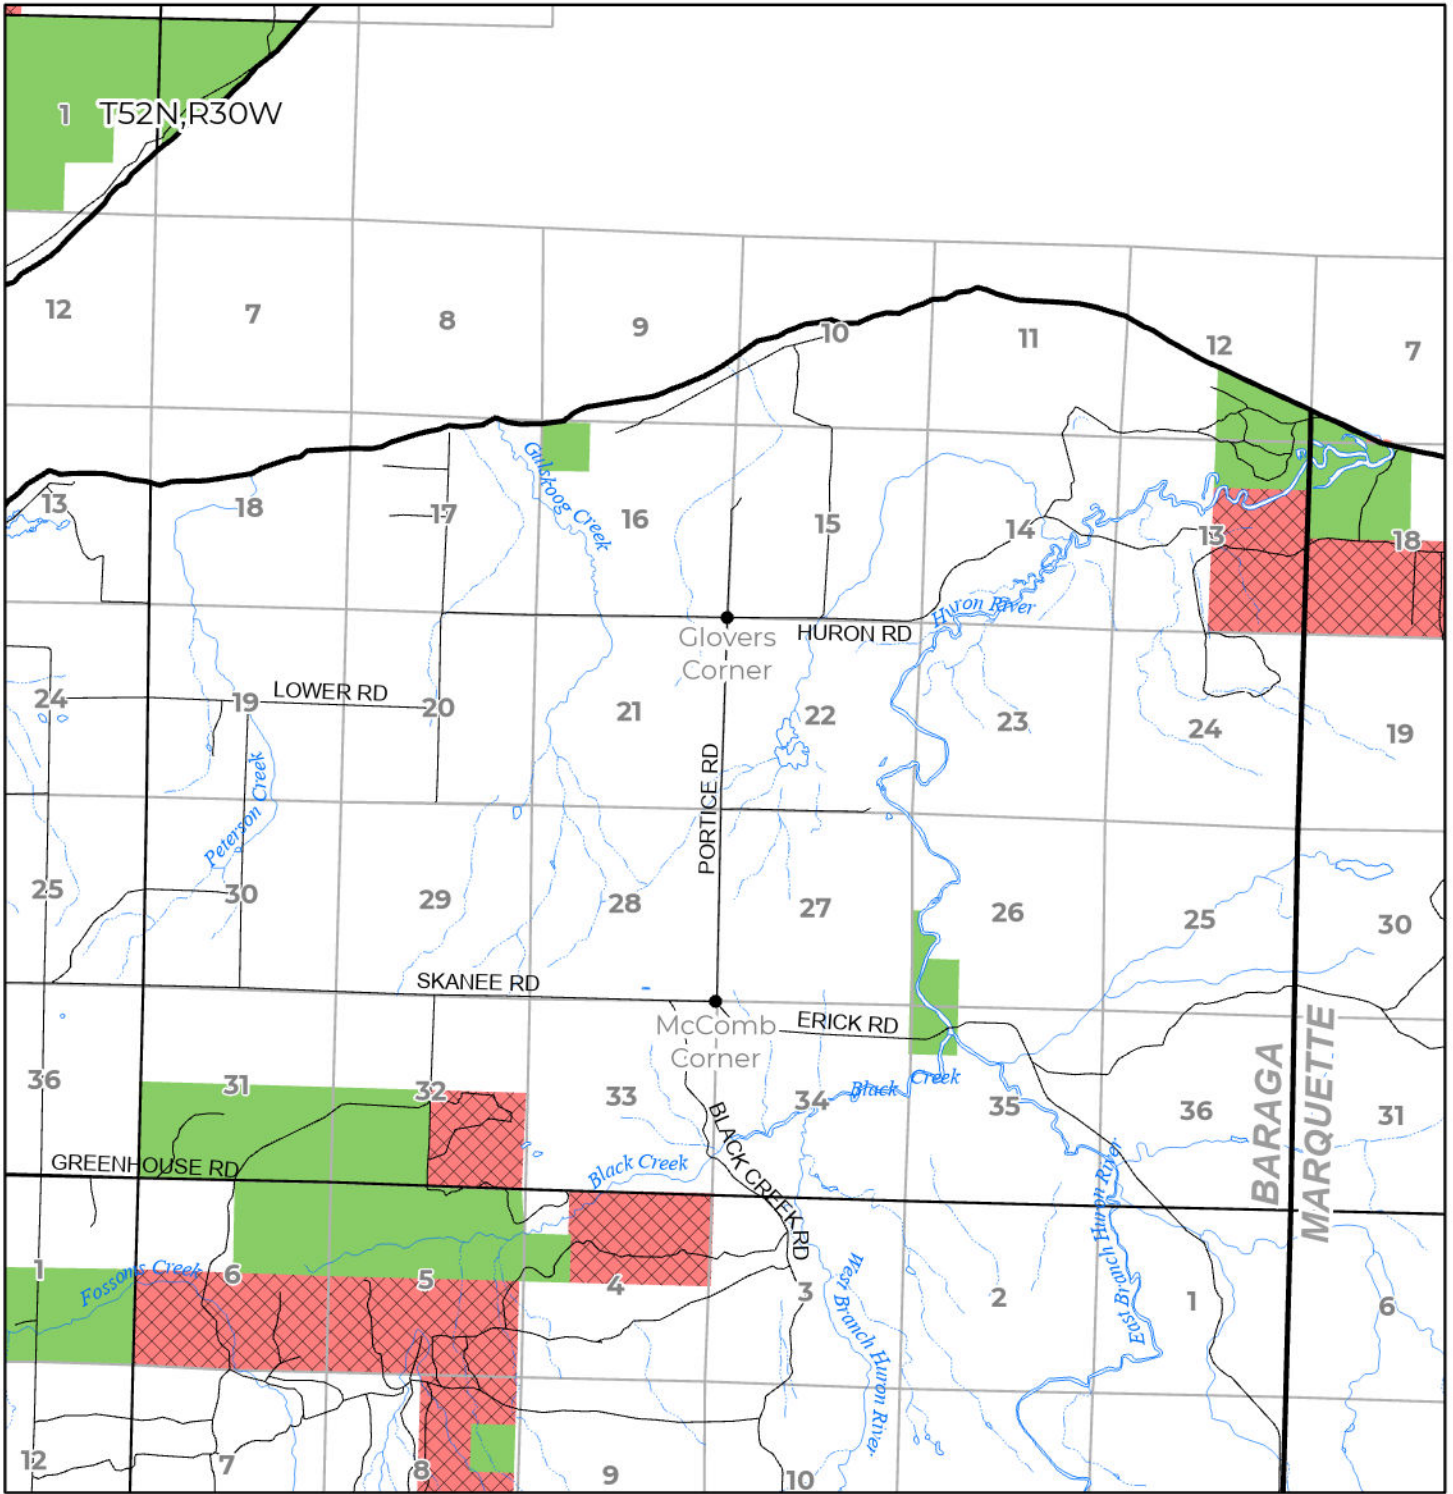 1 T52N,R30W
12 7 8 9 10 11 12 7
13 18 17 16 15 14 13 18
Gulskoog Creek
Huron River
Glovers
Corner
HURON RD
24 19 20 21 22 23 24 19
LOWER RD
PORTICE RD
Peterson Creek
25 30 29 28 27 26 25 30
SKANEE RD
McComb
Corner
ERICK RD
BARAGA
MARQUETTE
36 31 32 33 34 35 36 31
Black Creek
BLACK CREEK RD
GREENHOUSE RD
Black Creek
East Branch Huron River
Fossoms Creek
1 6 5 4 3 2 1 6
West Branch Huron River
12 7 8 9 10